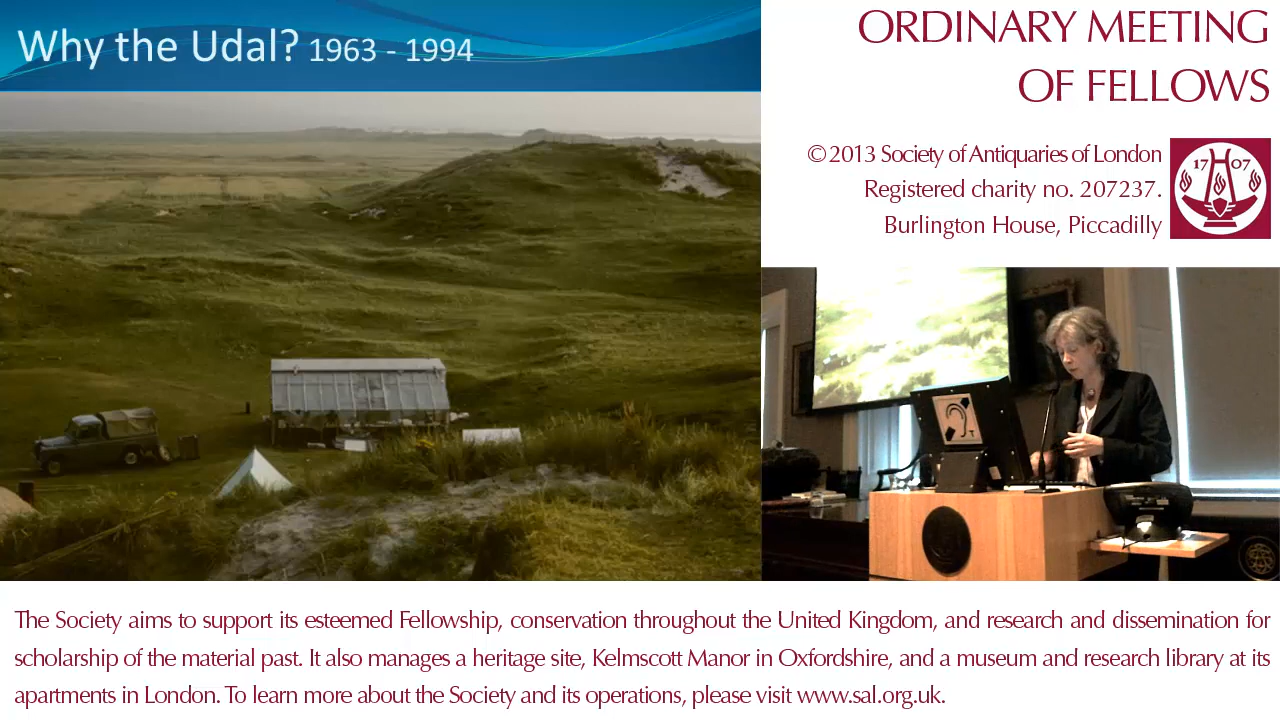 Why the Udal? 1963 - 1994
ORDINARY MEETING
OF FELLOWS
© 2013 Society of Antiquaries of London
Registered charity no. 207237.
Burlington House, Piccadilly
17 07
The Society aims to support its esteemed Fellowship, conservation throughout the United Kingdom, and research and dissemination for
scholarship of the material past. It also manages a heritage site, Kelmscott Manor in Oxfordshire, and a museum and research library at its
apartments in London. To learn more about the Society and its operations, please visit www.sal.org.uk.